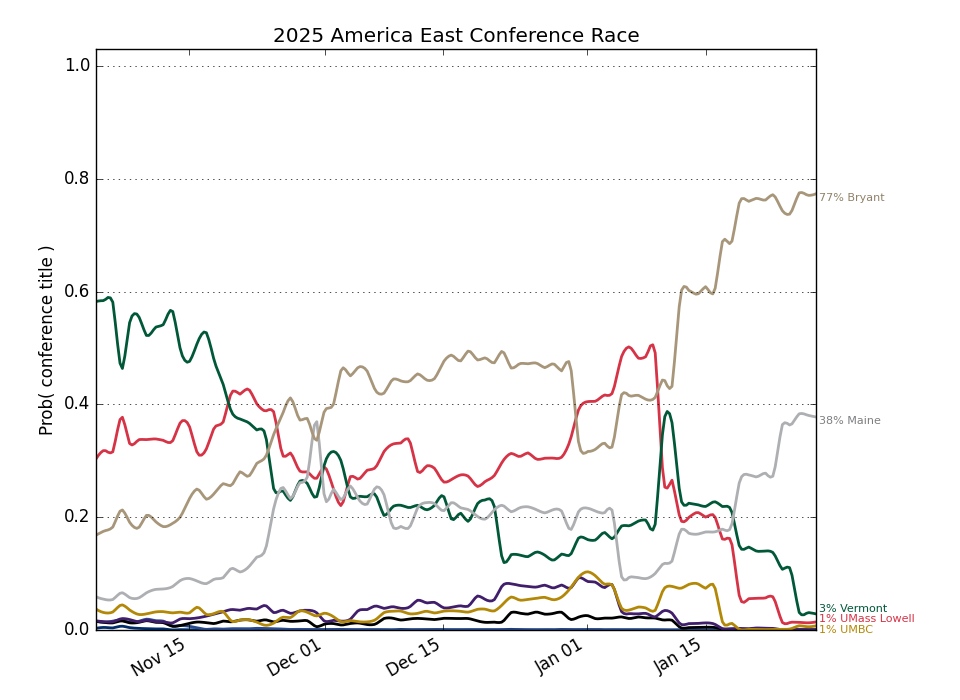 2025 America East Conference Race
Prob( conference title )
1.0
0.8
0.6
0.4
0.2
0.0
Nov 15
Dec 01
Dec 15
Jan 01
Jan 15
77% Bryant
38% Maine
3% Vermont
1% UMass Lowell
1% UMBC